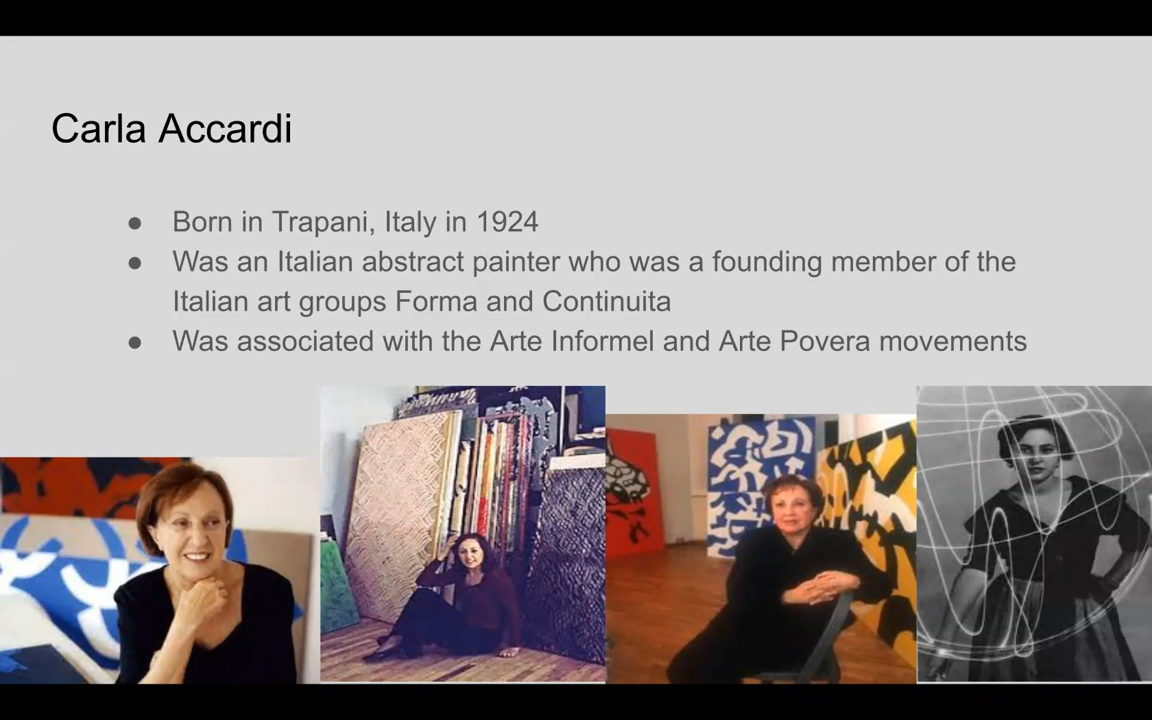 Carla Accardi
● Born in Trapani, Italy in 1924
● Was an Italian abstract painter who was a founding member of the
Italian art groups Forma and Continuita
● Was associated with the Arte Informel and Arte Povera movements